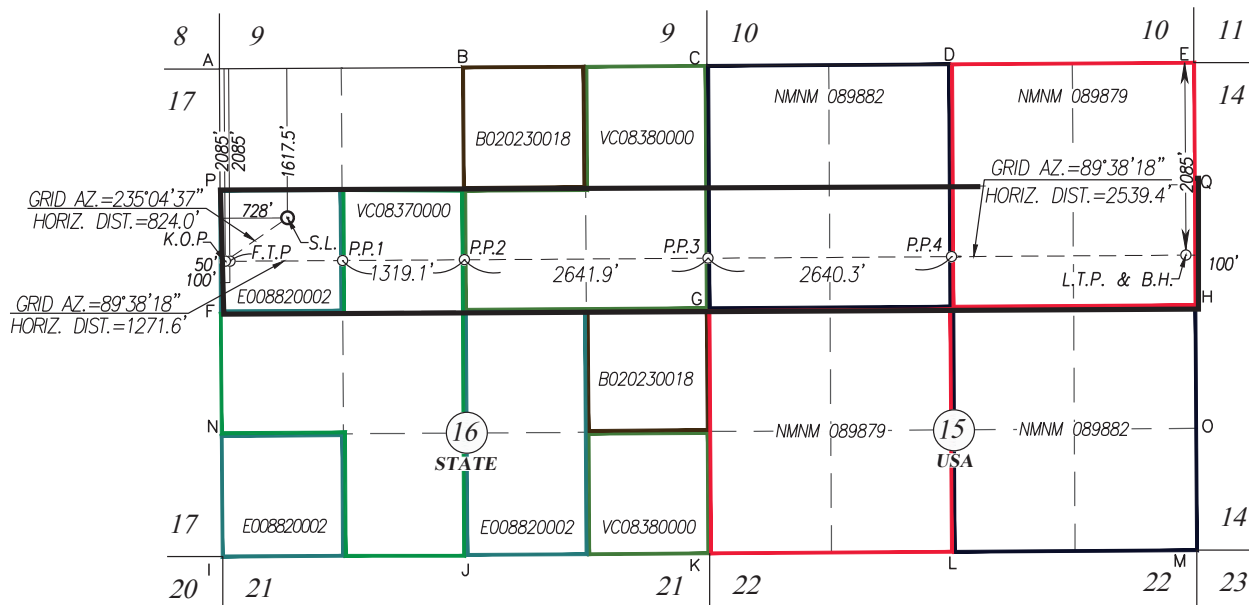 8 9 9 10 10 11
A B C D E
17 14
NMNM 089882 NMNM 089879
B020230018 VC08380000
2085'
2085'
1617.5'
2085'
GRID AZ.=89°38'18"
HORIZ. DIST.=2539.4'
P Q
GRID AZ.=235°04'37"
HORIZ. DIST.=824.0'
728'
VC08370000
K.O.P. F.T.P. S.L. P.P.1 P.P.2 P.P.3 P.P.4
50'
100'
1319.1' 2641.9' 2640.3'
L.T.P. & B.H.
100'
E008820002
GRID AZ.=89°38'18"
HORIZ. DIST.=1271.6'
F G H
B020230018
N 16 NMNM 089879 15 NMNM 089882 O
STATE USA
17 E008820002 E008820002 VC08380000 14
I J K L M
20 21 21 22 22 23